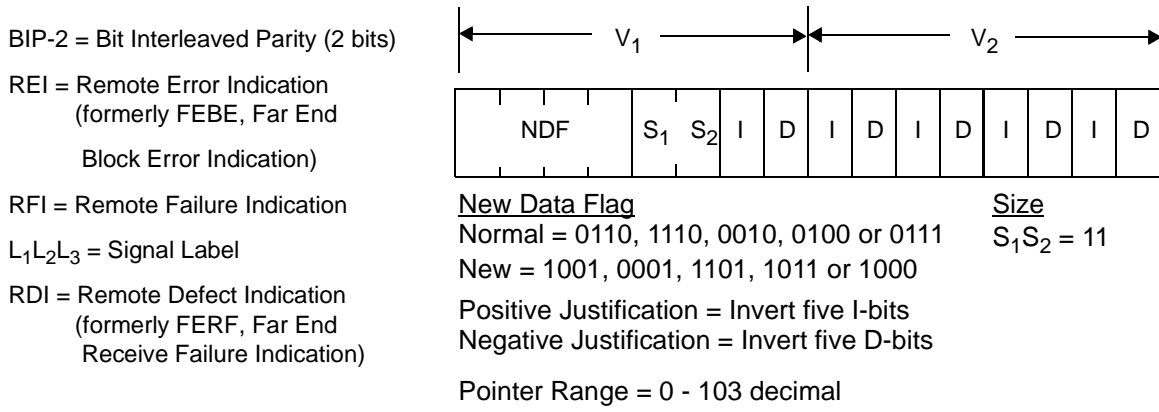 BIP-2 = Bit Interleaved Parity (2 bits)
REI = Remote Error Indication
(formerly FEBE, Far End
Block Error Indication)
RFI = Remote Failure Indication
L1L2L3 = Signal Label
RDI = Remote Defect Indication
(formerly FERF, Far End
Receive Failure Indication)
V1 V2
NDF S1 S2 I D I D I D I D I D
New Data Flag
Normal = 0110, 1110, 0010, 0100 or 0111
New = 1001, 0001, 1101, 1011 or 1000
Size
S1S2 = 11
Positive Justification = Invert five I-bits
Negative Justification = Invert five D-bits
Pointer Range = 0 - 103 decimal